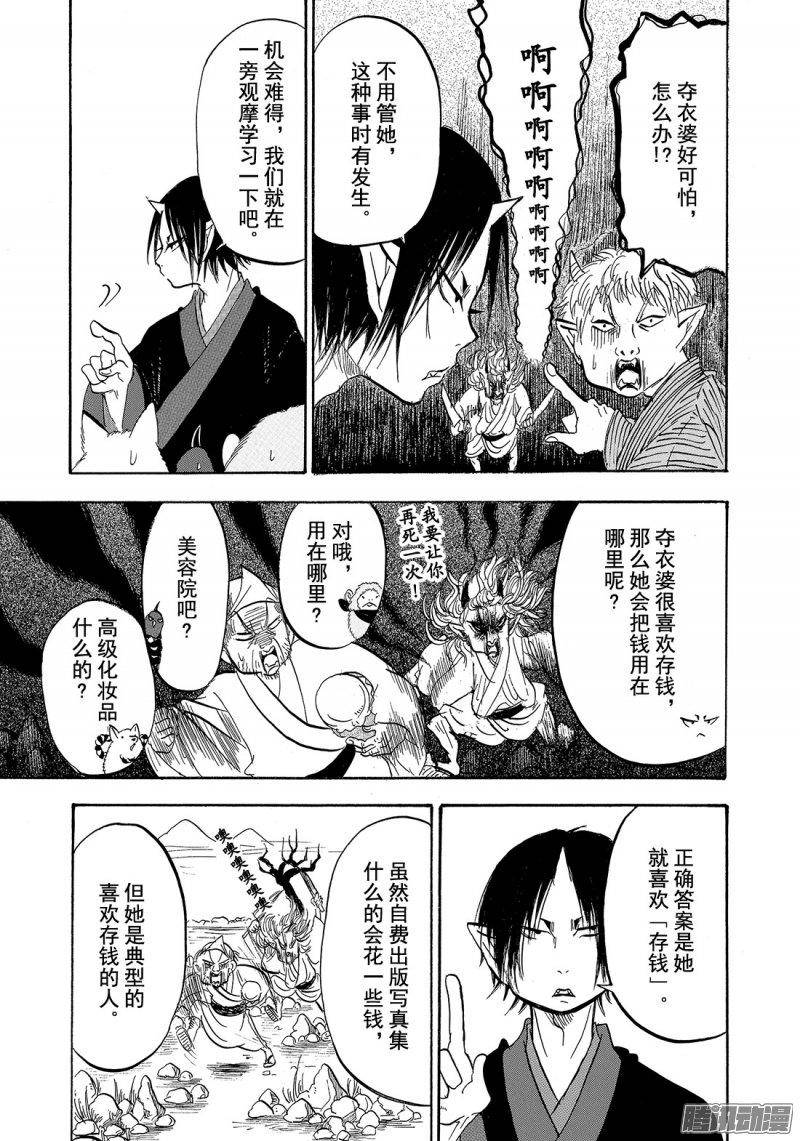 夺衣婆好可怕，
怎么办!?
啊啊啊啊啊啊啊啊啊
不用管她，
这种事时有发生。
机会难得，我们就在
一旁观摩学习一下吧。
夺衣婆很喜欢存钱，
那么她会把钱用在
哪里呢？
我要让你
再死一次！
对哦，
用在哪里？
美容院吧？
高级化妆品
什么的？
正确答案是她
就喜欢「存钱」。
虽然自费出版写真集
什么的会花一些钱，
噢噢噢噢噢
但她是典型的
喜欢存钱的人。
腾讯动漫